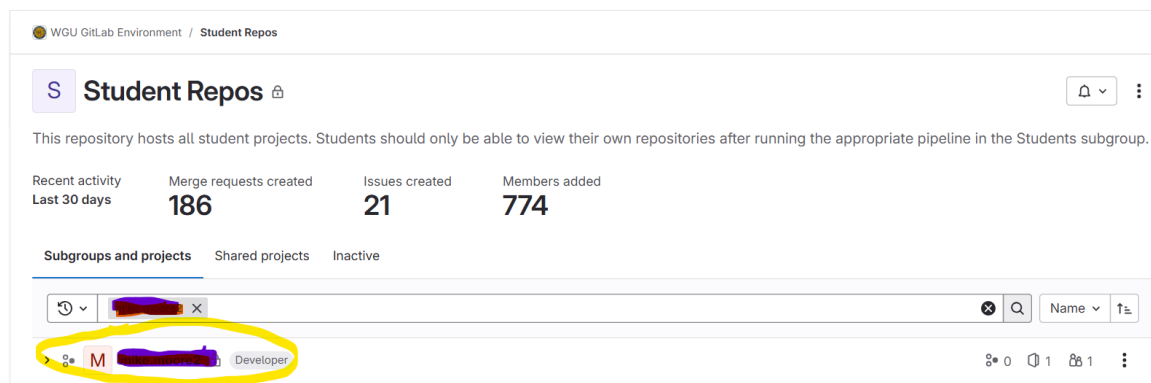 WGU GitLab Environment / Student Repos
S Student Repos
This repository hosts all student projects. Students should only be able to view their own repositories after running the appropriate pipeline in the Students subgroup.
Recent activity
Last 30 days
Merge requests created
186
Issues created
21
Members added
774
Subgroups and projects Shared projects Inactive
Name
M Developer 0 1 1